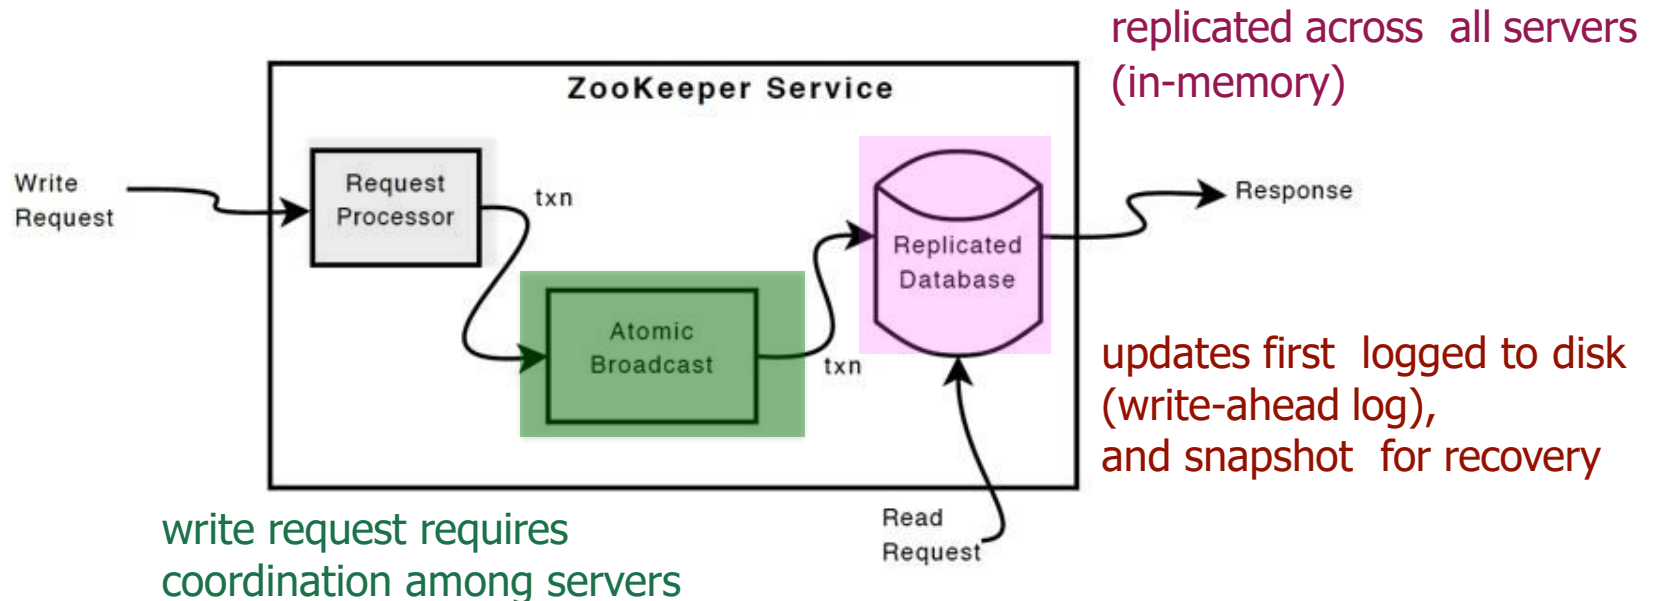 replicated across all servers
(in-memory)
ZooKeeper Service
Write
Request
Request
Processor
txn
Atomic
Broadcast
txn
Replicated
Database
Response
updates first logged to disk
(write-ahead log),
and snapshot for recovery
Read
Request
write request requires
coordination among servers